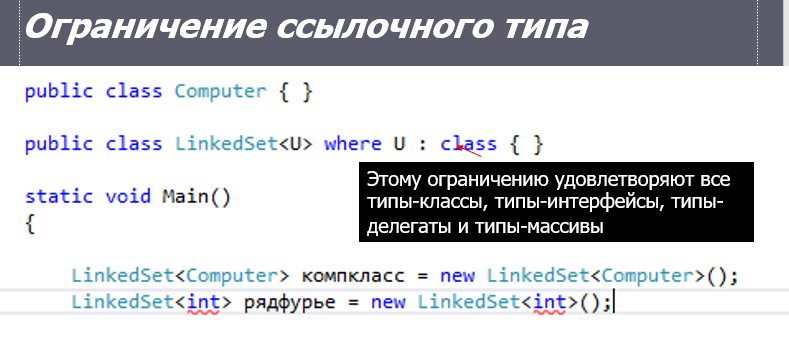 Ограничение ссылочного типа
public class Computer { }
public class LinkedSet<U> where U : class { }
Этому ограничению удовлетворяют все
типы-классы, типы-интерфейсы, типы-
делегаты и типы-массивы
static void Main()
{
LinkedSet<Computer> компкласс = new LinkedSet<Computer>();
LinkedSet<int> рядфурье = new LinkedSet<int>();